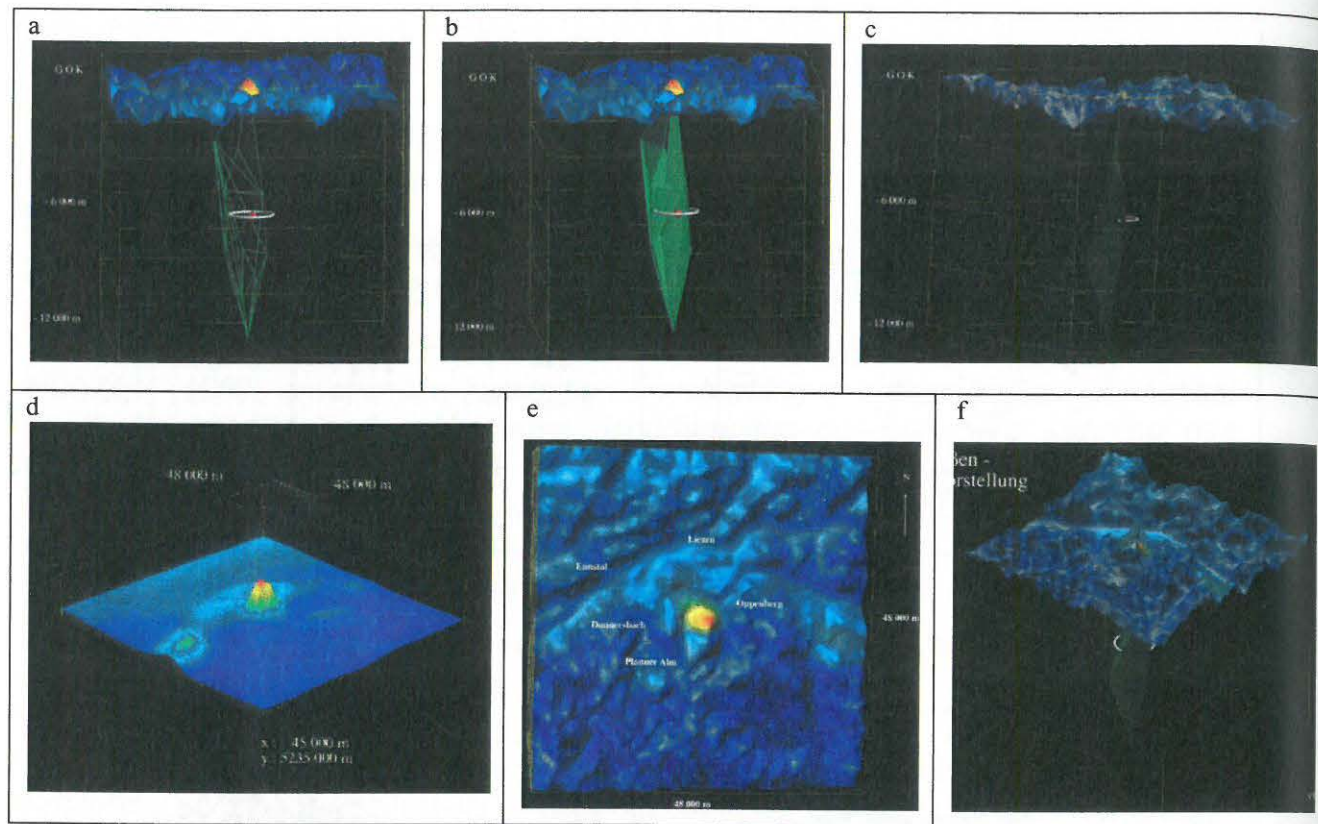 a
GOK
- 6 000 m
- 12 000 m
b
GOK
- 6 000 m
- 12 000 m
c
GOK
- 6 000 m
- 12 000 m
d
48 000 m
48 000 m
x : 45 000 m
y : 5235 000 m
e
N
Liezen
Ennstal
Oppenberg
Donnersbach
Planner Alm
48 000 m
48 000 m
f
ßen -
orstellung